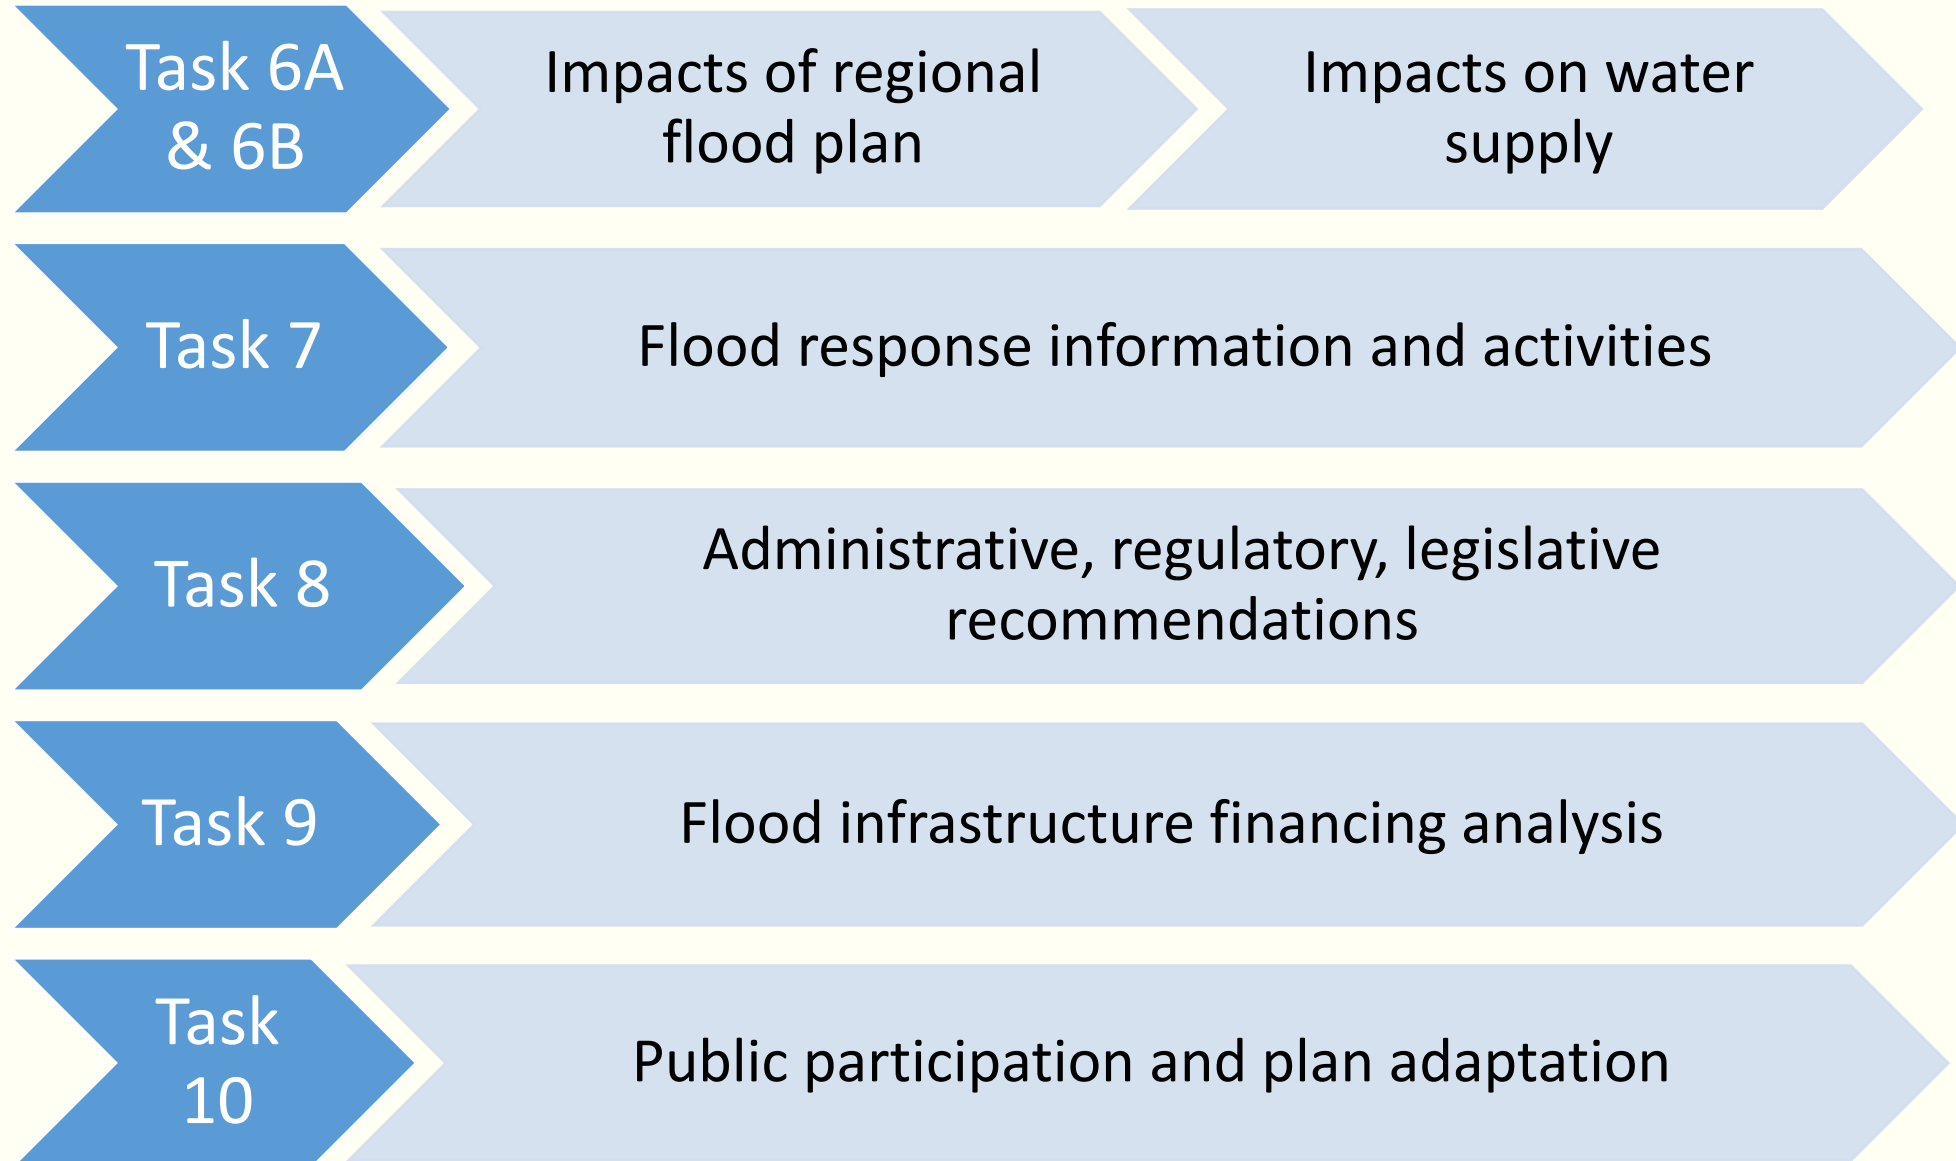 Task 6A
& 6B
Impacts of regional
flood plan
Impacts on water
supply
Task 7
Flood response information and activities
Task 8
Administrative, regulatory, legislative
recommendations
Task 9
Flood infrastructure financing analysis
Task
10
Public participation and plan adaptation